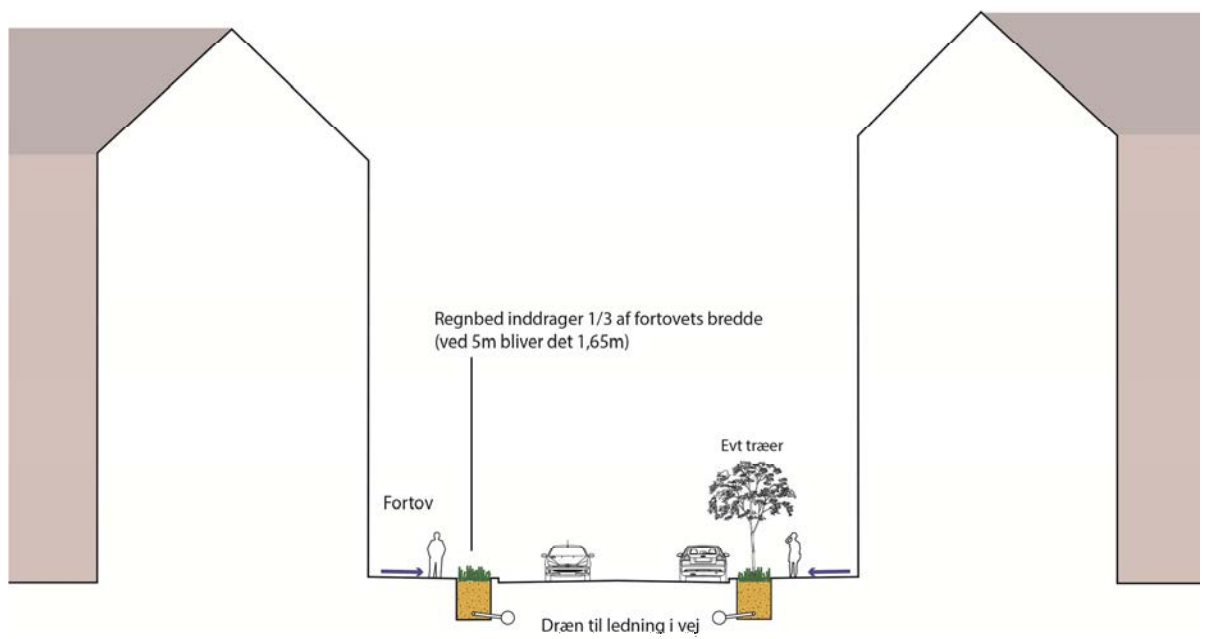 Regnbed inddrager 1/3 af fortovets bredde
(ved 5m bliver det 1,65m)
Evt træer
Fortov
Dræn til ledning i vej